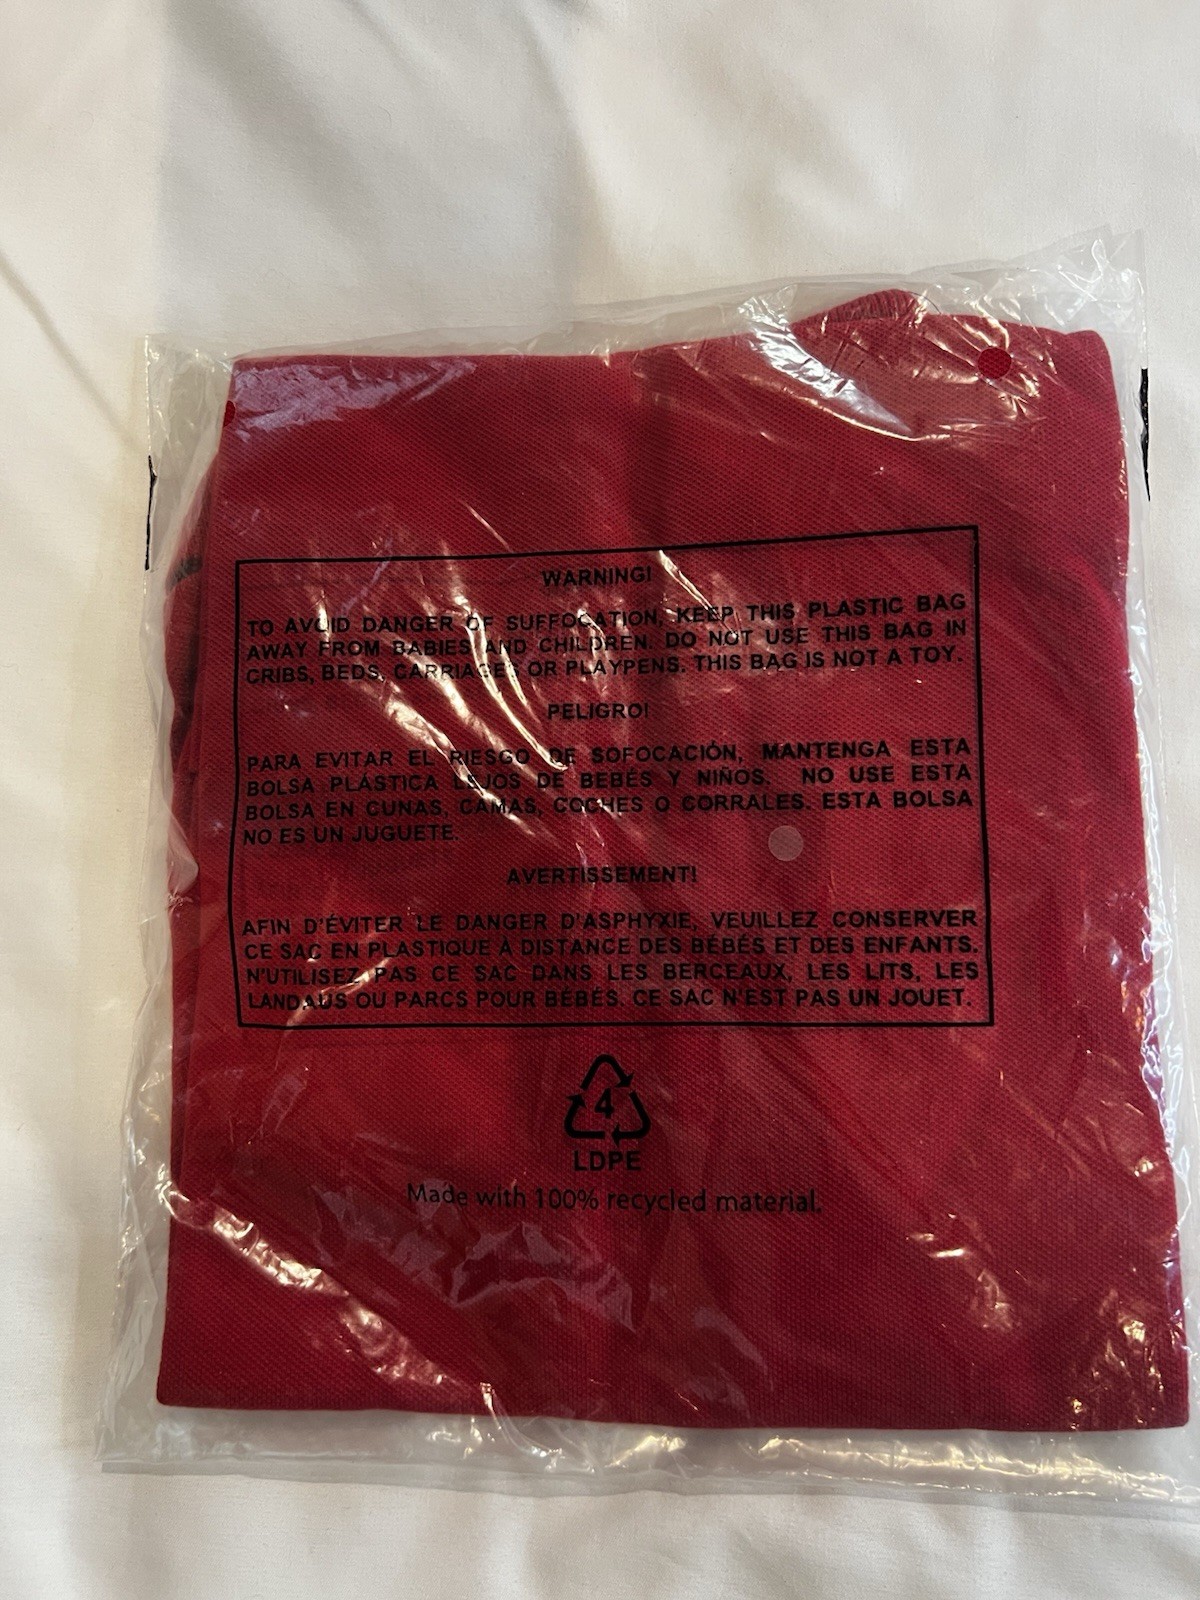 WARNING!
TO AVOID DANGER OF SUFFOCATION, KEEP THIS PLASTIC BAG
AWAY FROM BABIES AND CHILDREN. DO NOT USE THIS BAG IN
CRIBS, BEDS, CARRIAGES OR PLAYPENS. THIS BAG IS NOT A TOY.
PELIGRO!
PARA EVITAR EL RIESGO DE SOFOCACIÓN, MANTENGA ESTA
BOLSA PLÁSTICA LEJOS DE BEBÉS Y NIÑOS. NO USE ESTA
BOLSA EN CUNAS, CAMAS, COCHES O CORRALES. ESTA BOLSA
NO ES UN JUGUETE.
AVERTISSEMENT!
AFIN D'ÉVITER LE DANGER D'ASPHYXIE, VEUILLEZ CONSERVER
CE SAC EN PLASTIQUE À DISTANCE DES BÉBÉS ET DES ENFANTS.
N'UTILISEZ PAS CE SAC DANS LES BERCEAUX, LES LITS, LES
LANDAUS OU PARCS POUR BÉBÉS. CE SAC N'EST PAS UN JOUET.
4
LDPE
Made with 100% recycled material.